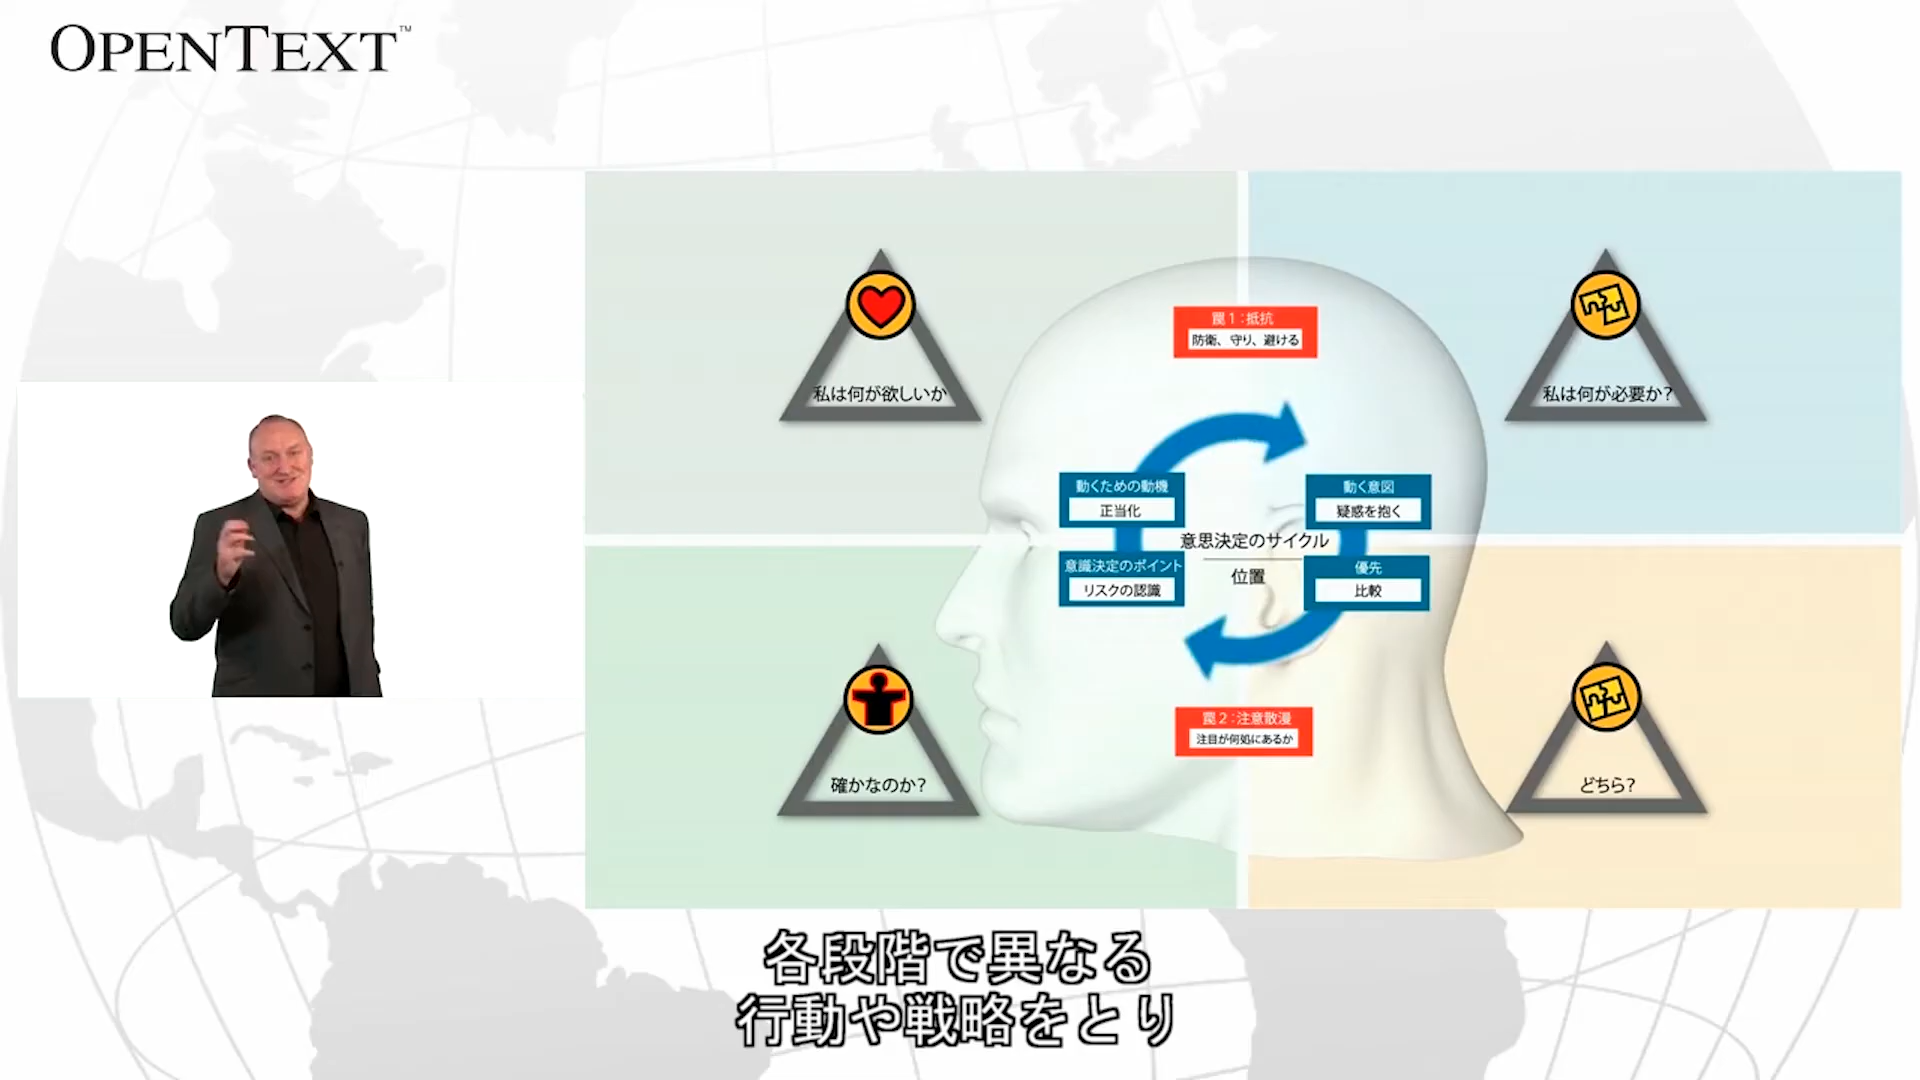 OPENTEXT™
私は何が欲しいか
私は何が必要か?
罠1:抵抗
防衛、守り、避ける
動くための動機
正当化
動く意図
疑惑を抱く
意思決定のサイクル
位置
意識決定のポイント
リスクの認識
優先
比較
罠2:注意散漫
注目が何処にあるか
確かなのか?
どちら?
各段階で異なる
行動や戦略をとり